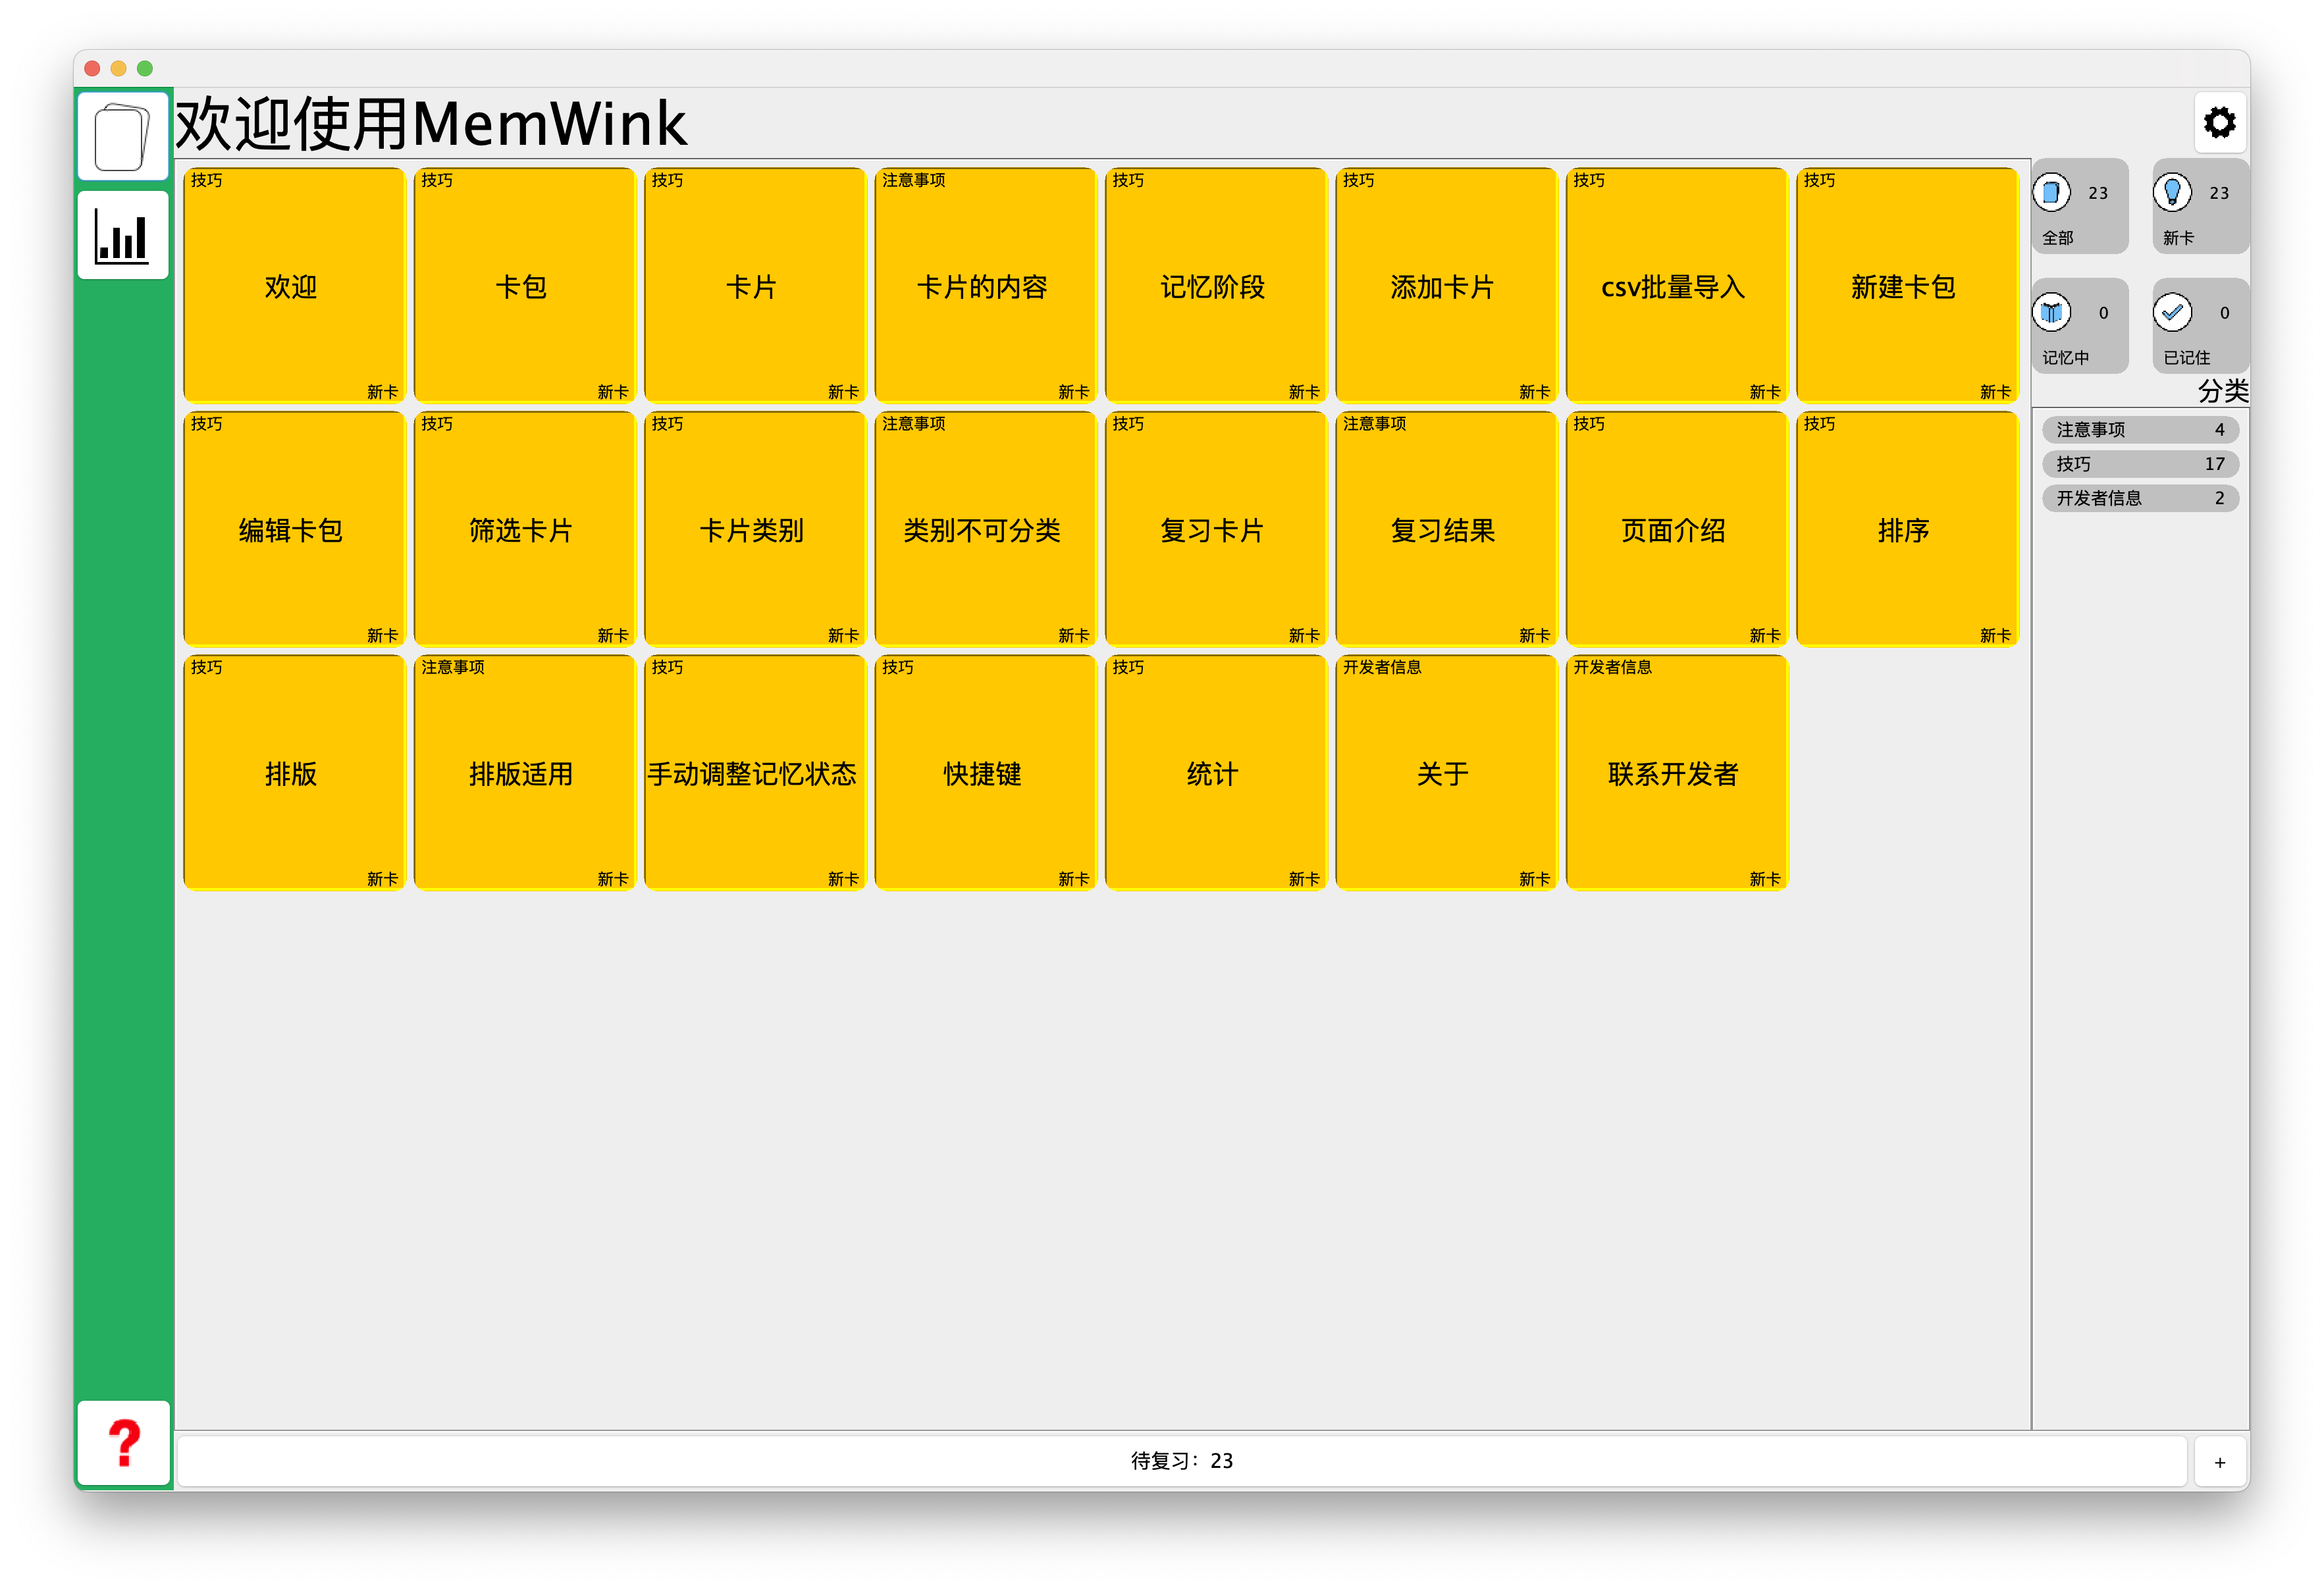 欢迎使用MemWink
技巧
欢迎
新卡
技巧
卡包
新卡
技巧
卡片
新卡
注意事项
卡片的内容
新卡
技巧
记忆阶段
新卡
技巧
添加卡片
新卡
技巧
csv批量导入
新卡
技巧
新建卡包
新卡
技巧
编辑卡包
新卡
技巧
筛选卡片
新卡
技巧
卡片类别
新卡
注意事项
类别不可分类
新卡
技巧
复习卡片
新卡
注意事项
复习结果
新卡
技巧
页面介绍
新卡
技巧
排序
新卡
技巧
排版
新卡
注意事项
排版适用
新卡
技巧
手动调整记忆状态
新卡
技巧
快捷键
新卡
技巧
统计
新卡
开发者信息
关于
新卡
开发者信息
联系开发者
新卡
23
全部
23
新卡
0
记忆中
0
已记住
分类
注意事项 4
技巧 17
开发者信息 2
?
待复习：23
+